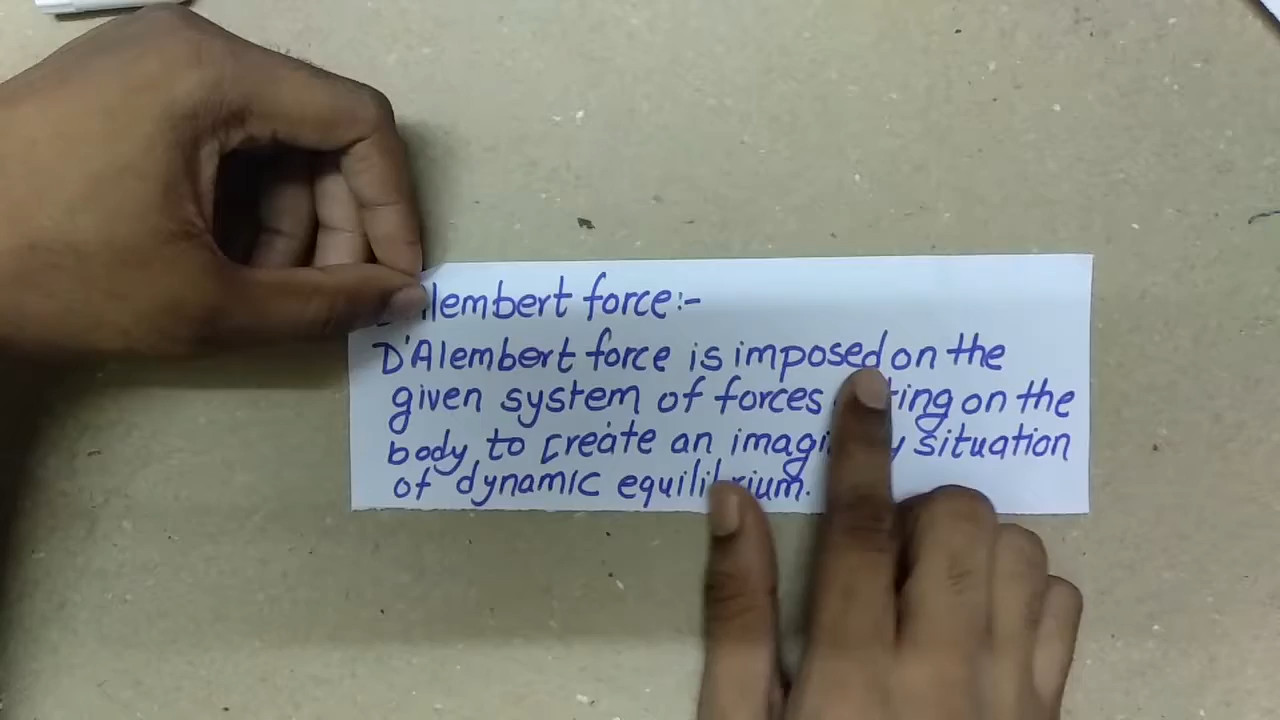 lembert force:-
D'Alembert force is imposed on the
given system of forces on the
body to create an situation
of dynamic equilibrium.